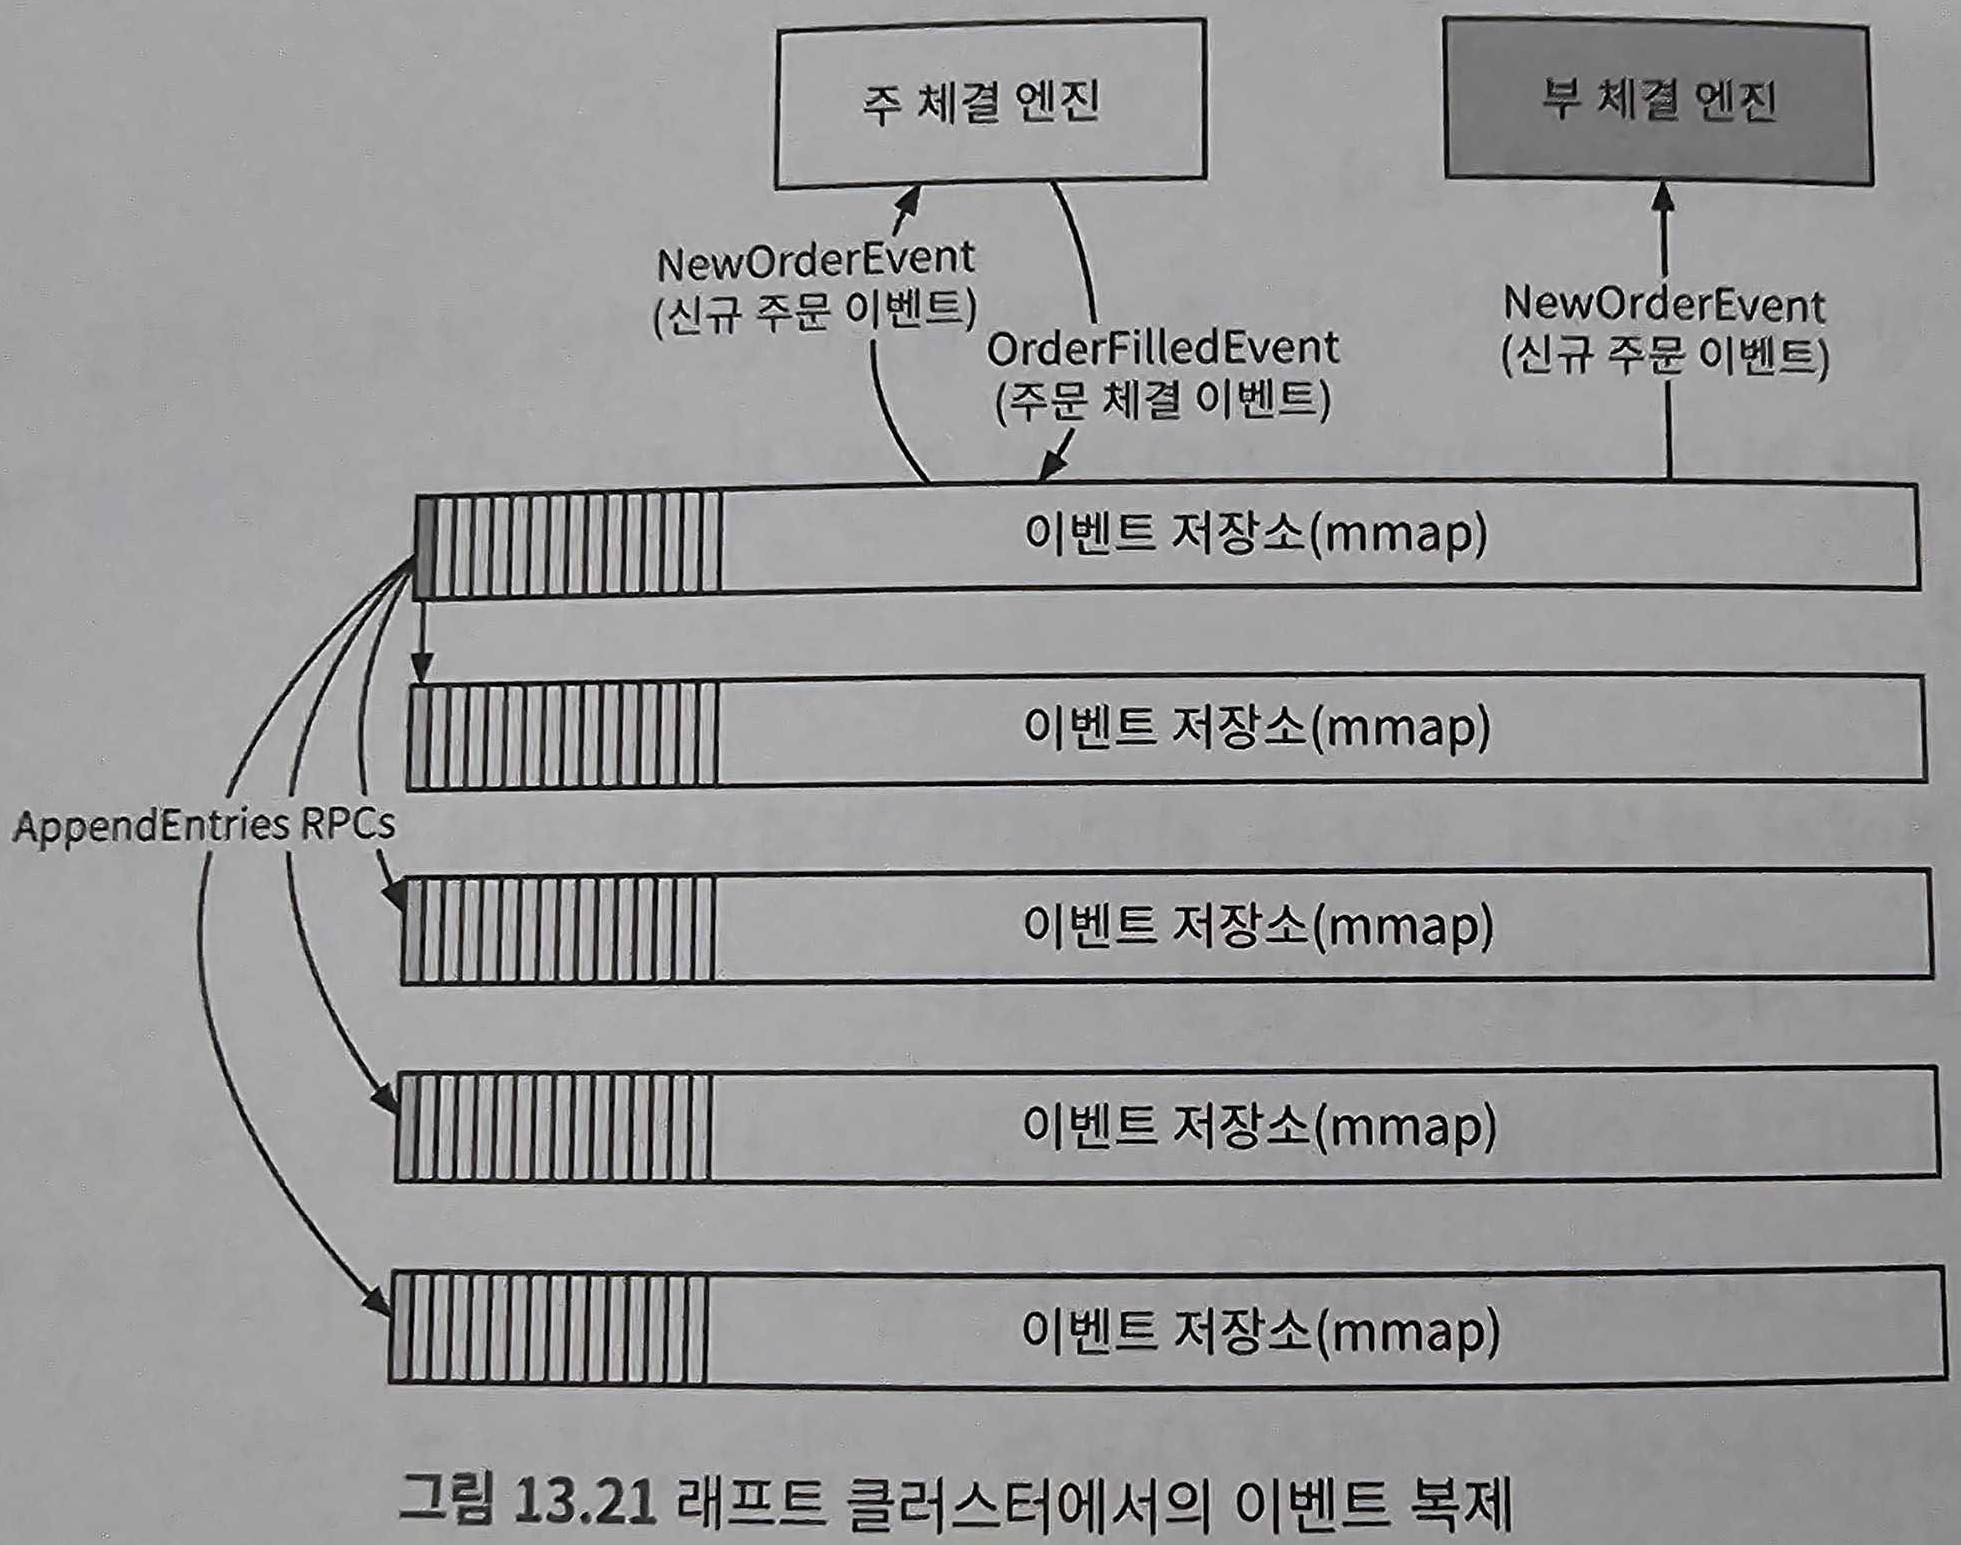 주 체결 엔진
부 체결 엔진
NewOrderEvent
(신규 주문 이벤트)
OrderFilledEvent
(주문 체결 이벤트)
NewOrderEvent
(신규 주문 이벤트)
이벤트 저장소(mmap)
이벤트 저장소(mmap)
AppendEntries RPCs
이벤트 저장소(mmap)
이벤트 저장소(mmap)
이벤트 저장소(mmap)
그림 13.21 래프트 클러스터에서의 이벤트 복제